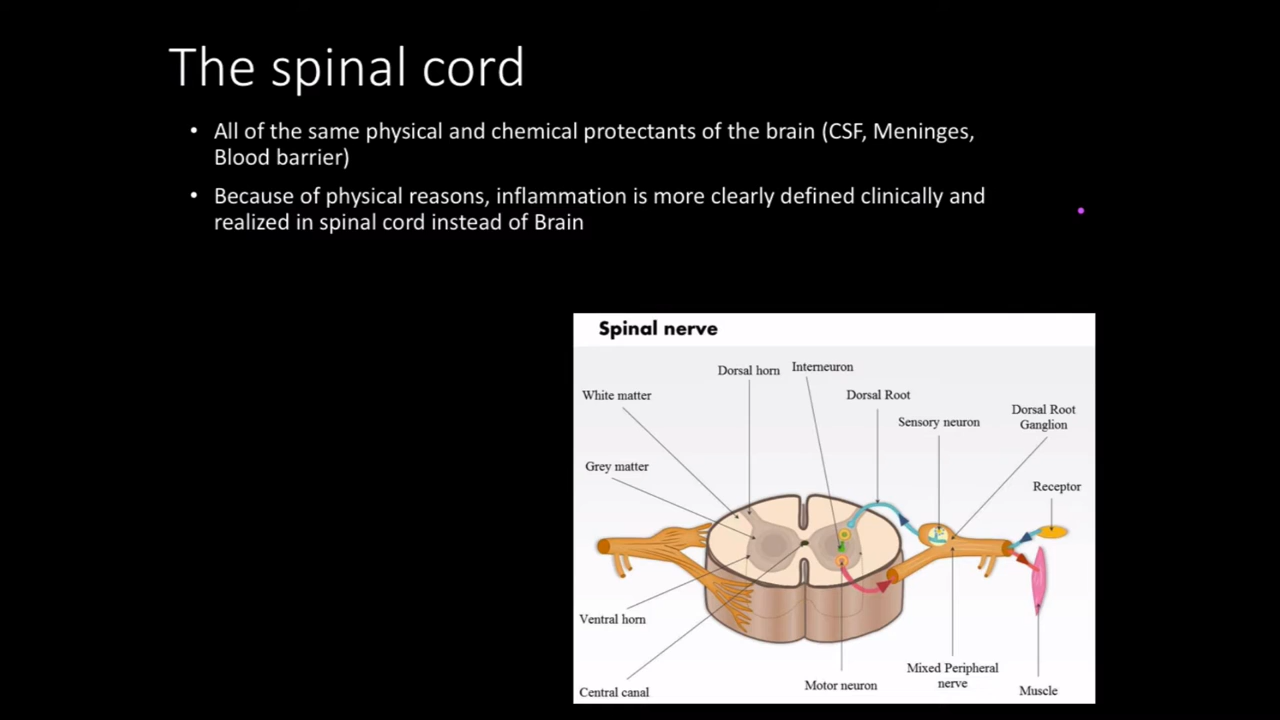 The spinal cord
• All of the same physical and chemical protectants of the brain (CSF, Meninges,
Blood barrier)
• Because of physical reasons, inflammation is more clearly defined clinically and
realized in spinal cord instead of Brain
Spinal nerve
Dorsal horn
Interneuron
White matter
Dorsal Root
Dorsal Root
Ganglion
Sensory neuron
Grey matter
Receptor
Ventral horn
Mixed Peripheral
nerve
Motor neuron
Muscle
Central canal